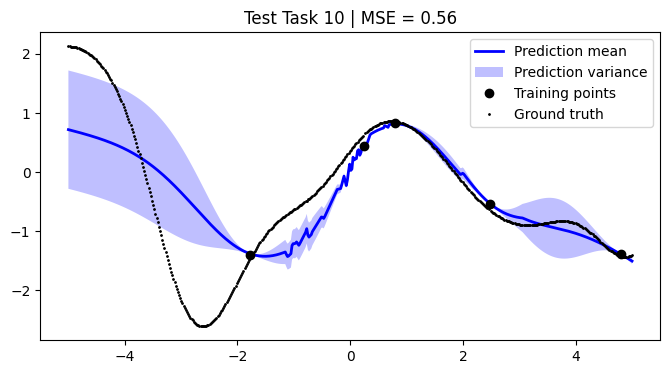 Test Task 10 | MSE = 0.56
Prediction mean
Prediction variance
Training points
Ground truth
2
1
0
−1
−2
−4
−2
0
2
4